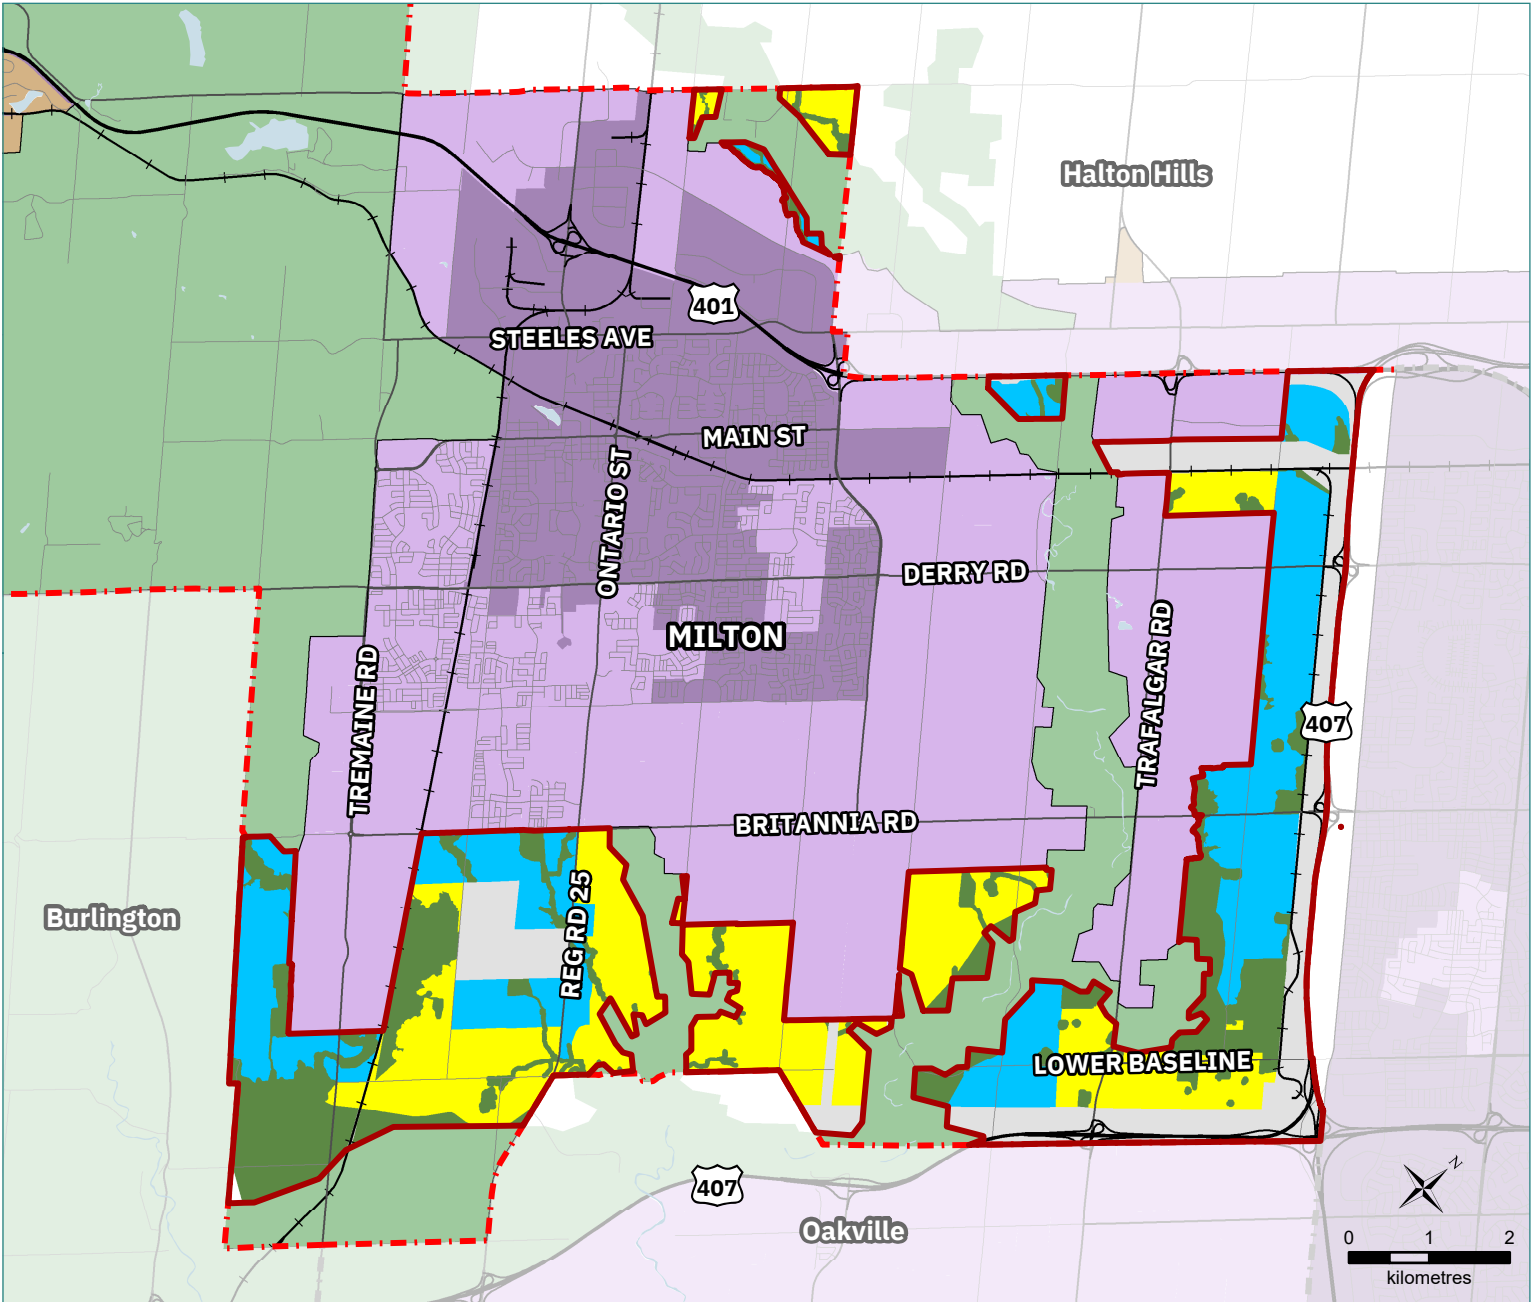 Halton Hills
401
STEELES AVE
MAIN ST
ONTARIO ST
DERRY RD
MILTON
TRAFALGAR RD
TREMAINE RD
407
BRITANNIA RD
REG RD 25
Burlington
LOWER BASELINE
407
Oakville
N
0 1 2
kilometres